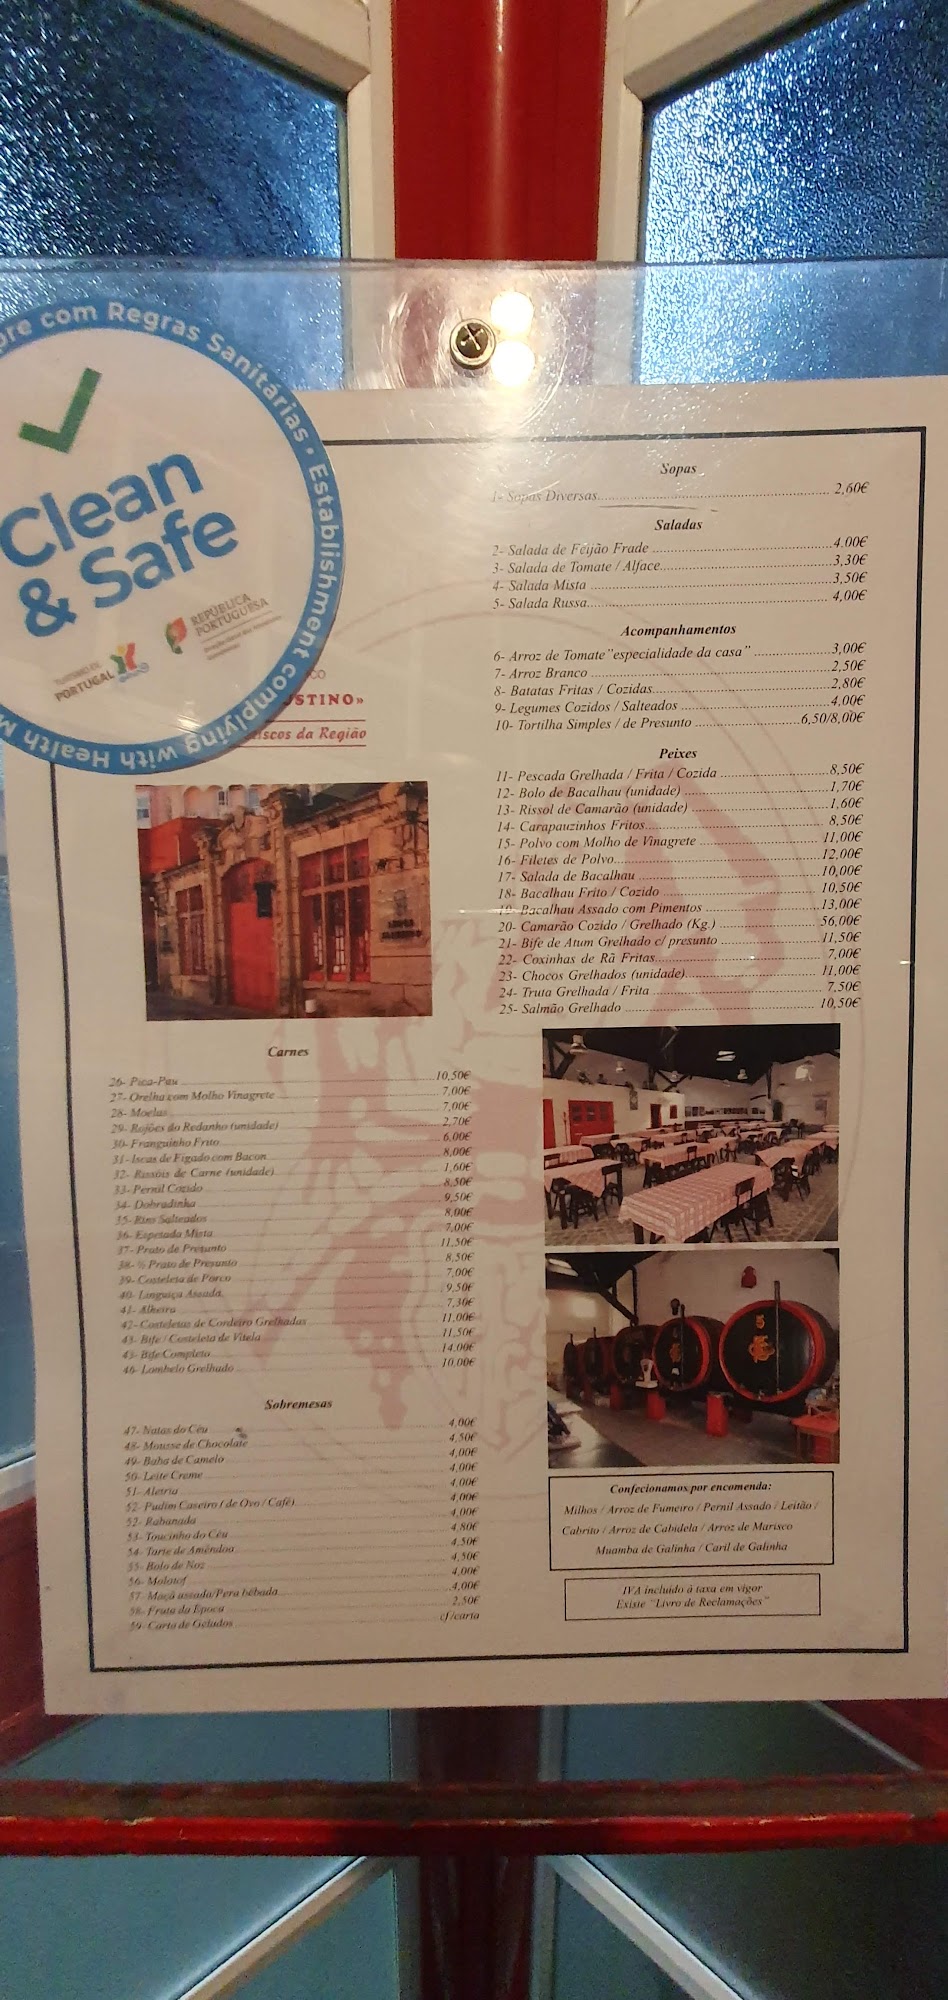 pre com Regras Sanitárias • Establishment complying with Health M
Clean
& Safe
TURISMO DE
PORTUGAL
REPÚBLICA
PORTUGUESA
CO
OSTINO»
iscos da Região
Sopas
1- Sopas Diversas 2,60€
Saladas
2- Salada de Feijão Frade 4.00€
3- Salada de Tomate / Alface 3,30€
4- Salada Mista 3,50€
5- Salada Russa 4,00€
Acompanhamentos
6- Arroz de Tomate "especialidade da casa" 3,00€
7- Arroz Branco 2,50€
8- Batatas Fritas / Cozidas 2,80€
9- Legumes Cozidos / Salteados 4.00€
10- Tortilha Simples / de Presunto 6,50/8,00€
Peixes
11- Pescada Grelhada / Frita / Cozida 8,50€
12- Bolo de Bacalhau (unidade) 1,70€
13- Rissol de Camarão (unidade) 1,60€
14- Carapauzinhos Fritos 8,50€
15- Polvo com Molho de Vinagrete 11,00€
16- Filetes de Polvo 12,00€
17- Salada de Bacalhau 10,00€
18- Bacalhau Frito / Cozido 10,50€
19- Bacalhau Assado com Pimentos 13,00€
20- Camarão Cozido / Grelhado (Kg.) 56,00€
21- Bife de Atum Grelhado c/ presunto 11,50€
22- Coxinhas de Rã Fritas 7,00€
23- Chocos Grelhados (unidade) 11,00€
24- Truta Grelhada / Frita 7,50€
25- Salmão Grelhado 10,50€
Carnes
26- Pica-Pau 10,50€
27- Orelha com Molho Vinagrete 7,00€
28- Moelas 7,00€
29- Rojões do Redanho (unidade) 2,70€
30- Franguinho Frito 6,00€
31- Iscas de Fígado com Bacon 8,00€
32- Rissóis de Carne (unidade) 1,60€
33- Pernil Cozido 8,50€
34- Dobradinha 9,50€
35- Rins Salteados 8,00€
36- Espetada Mista 7,00€
37- Prato de Presunto 11,50€
38- ½ Prato de Presunto 8,50€
39- Costeleta de Porco 7,00€
40- Linguiça Assada 9,50€
41- Alheira 7,30€
42- Costeletas de Cordeiro Grelhadas 11,00€
43- Bife / Costeleta de Vitela 11,50€
45- Bife Completo 14,00€
46- Lombelo Grelhado 10,00€
Sobremesas
47- Natas do Céu 4,00€
48- Mousse de Chocolate 4,50€
49- Baba de Camelo 4,00€
50- Leite Creme 4,00€
51- Aletria 4,00€
52- Pudim Caseiro ( de Ovo / Café) 4,00€
52- Rabanada 4,00€
53- Toucinho do Céu 4,80€
54- Tarte de Amêndoa 4,50€
55- Bolo de Noz 4,50€
56- Molotof 4,00€
57- Maçã assada/Pera bêbada 4,00€
58- Fruta da Época 2,50€
59- Carta de Gelados cf/carta
Confecionamos por encomenda:
Milhos / Arroz de Fumeiro / Pernil Assado / Leitão /
Cabrito / Arroz de Cabidela / Arroz de Marisco
Muamba de Galinha / Caril de Galinha
IVA incluído à taxa em vigor
Existe "Livro de Reclamações"